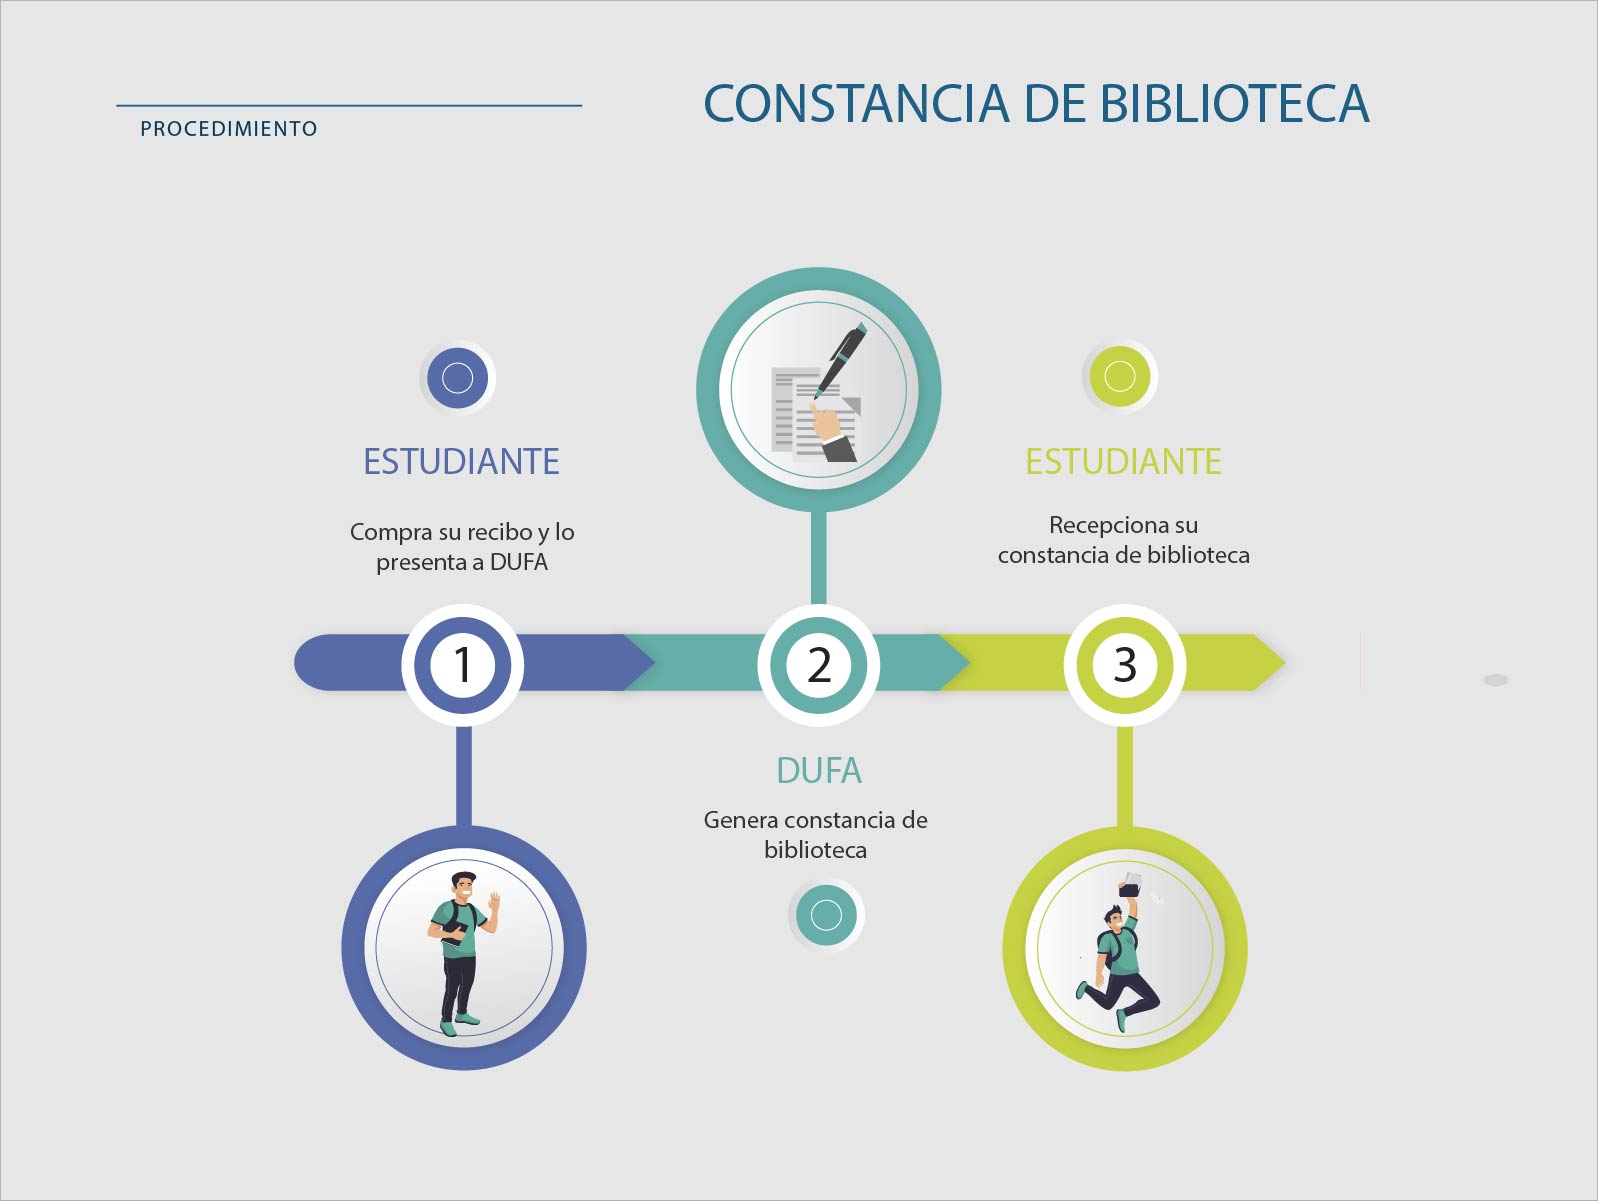 PROCEDIMIENTO
CONSTANCIA DE BIBLIOTECA
ESTUDIANTE
Compra su recibo y lo
presenta a DUFA
ESTUDIANTE
Recepciona su
constancia de biblioteca
1
2
3
DUFA
Genera constancia de
biblioteca